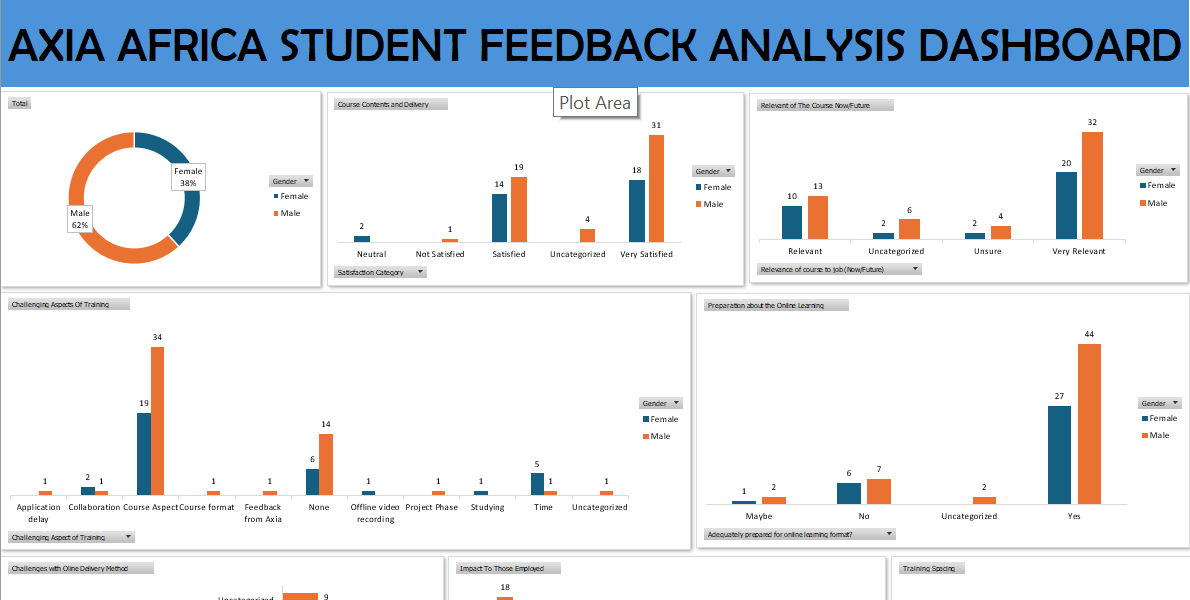 AXIA AFRICA STUDENT FEEDBACK ANALYSIS DASHBOARD
Total
Female
38%
Male
62%
Gender
Female
Male
Course Contents and Delivery
Plot Area
2
1
14
19
4
18
31
Neutral
Not Satisfied
Satisfied
Uncategorized
Very Satisfied
Gender
Female
Male
Satisfaction Category
Relevant of The Course Now/Future
10
13
2
6
2
4
20
32
Relevant
Uncategorized
Unsure
Very Relevant
Gender
Female
Male
Relevance of course to job (Now/Future)
Challenging Aspects Of Training
1
2
1
19
34
1
1
6
14
1
1
1
5
1
1
Application
delay
Collaboration
Course Aspect
Course format
Feedback
from Axia
None
Offline video
recording
Project Phase
Studying
Time
Uncategorized
Gender
Female
Male
Challenging Aspect of Training
Preparation about the Online Learning
1
2
6
7
2
27
44
Maybe
No
Uncategorized
Yes
Gender
Female
Male
Adequately prepared for online learning format?
Challenges with Oline Delivery Method
Uncategorized
9
Impact To Those Employed
18
Training Spacing